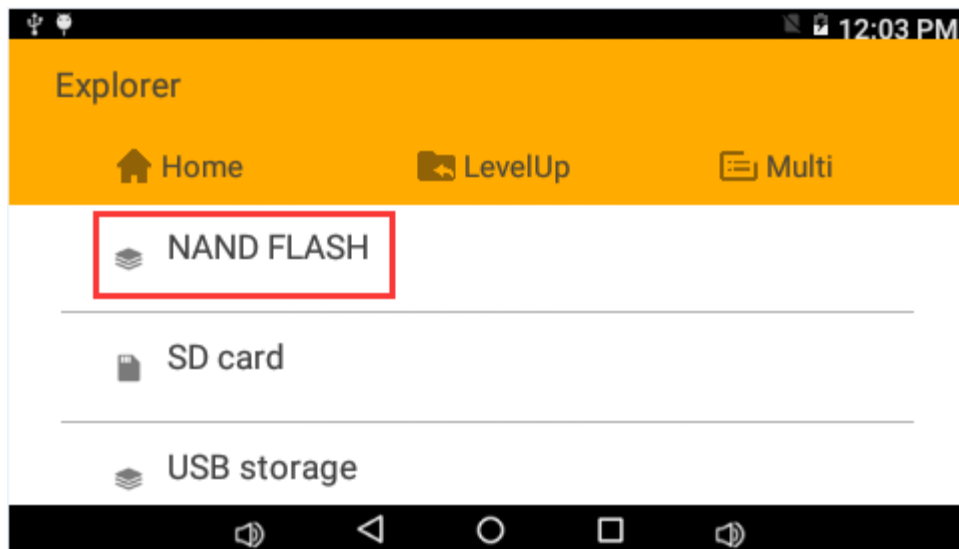 12:03 PM
Explorer
Home LevelUp Multi
NAND FLASH
SD card
USB storage